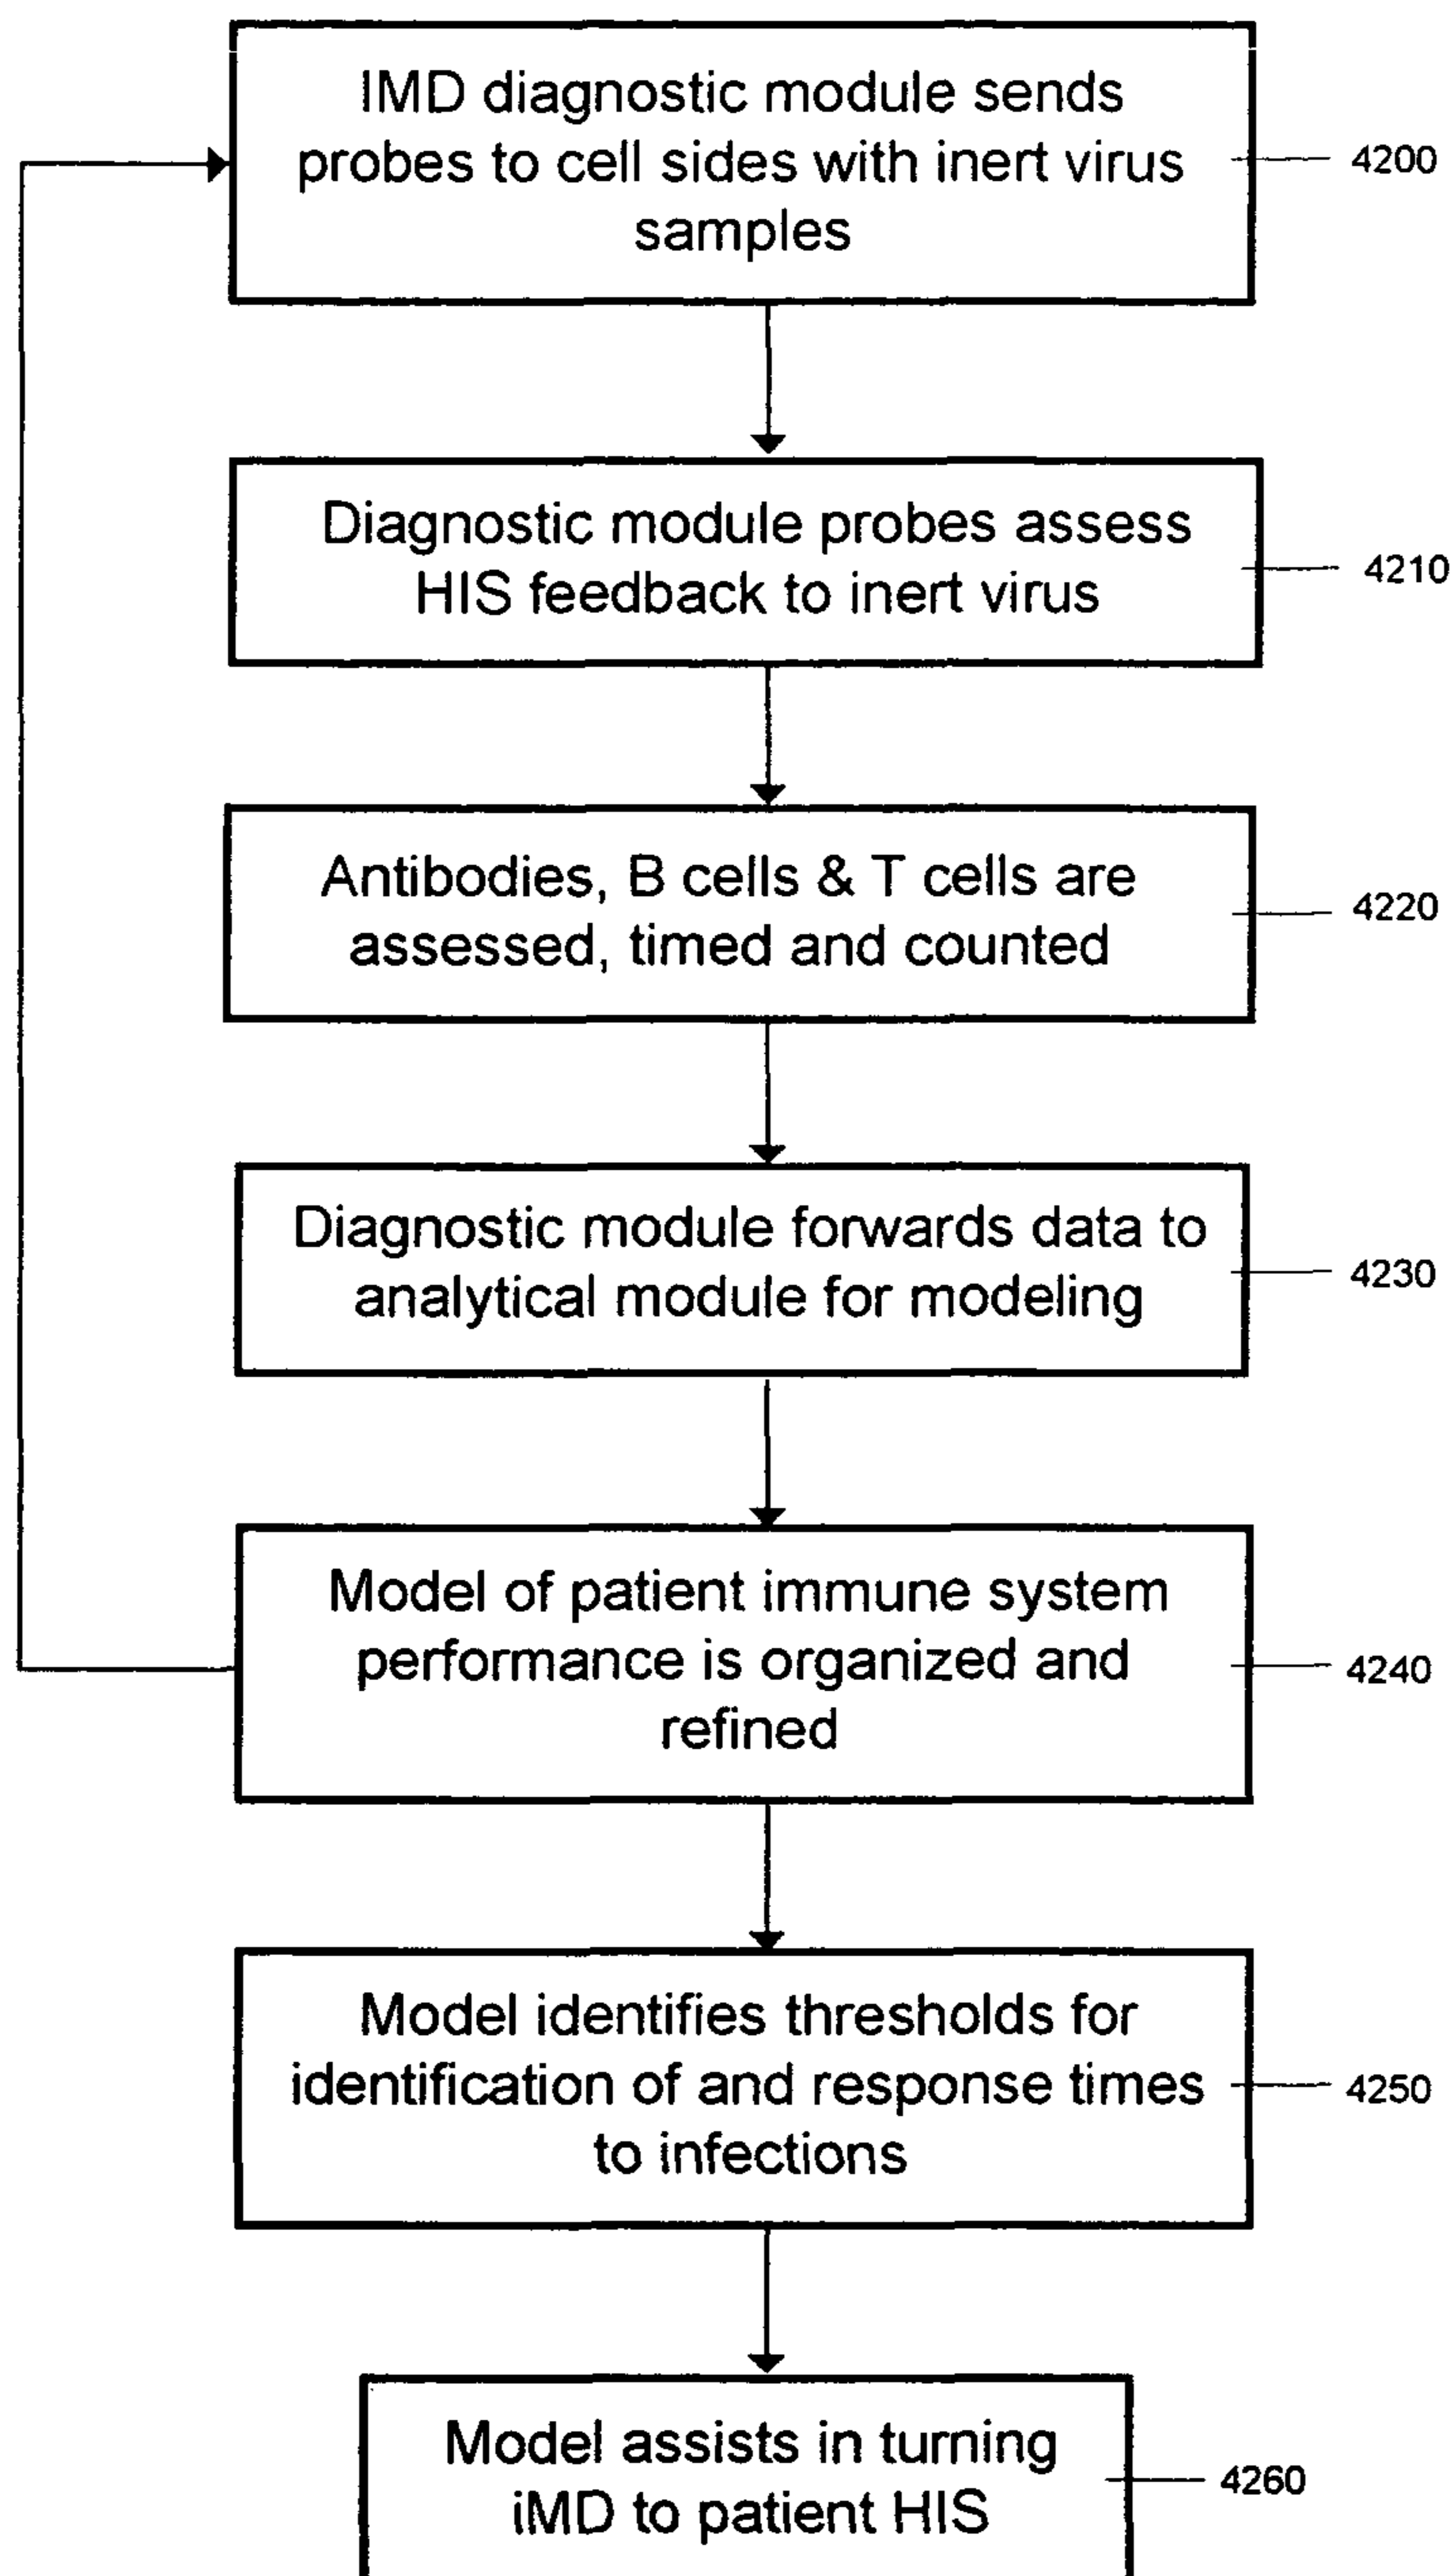 IMD diagnostic module sends
probes to cell sides with inert virus
samples
4200
Diagnostic module probes assess
HIS feedback to inert virus
4210
Antibodies, B cells & T cells are
assessed, timed and counted
4220
Diagnostic module forwards data to
analytical module for modeling
4230
Model of patient immune system
performance is organized and
refined
4240
Model identifies thresholds for
identification of and response times
to infections
4250
Model assists in turning
iMD to patient HIS
4260